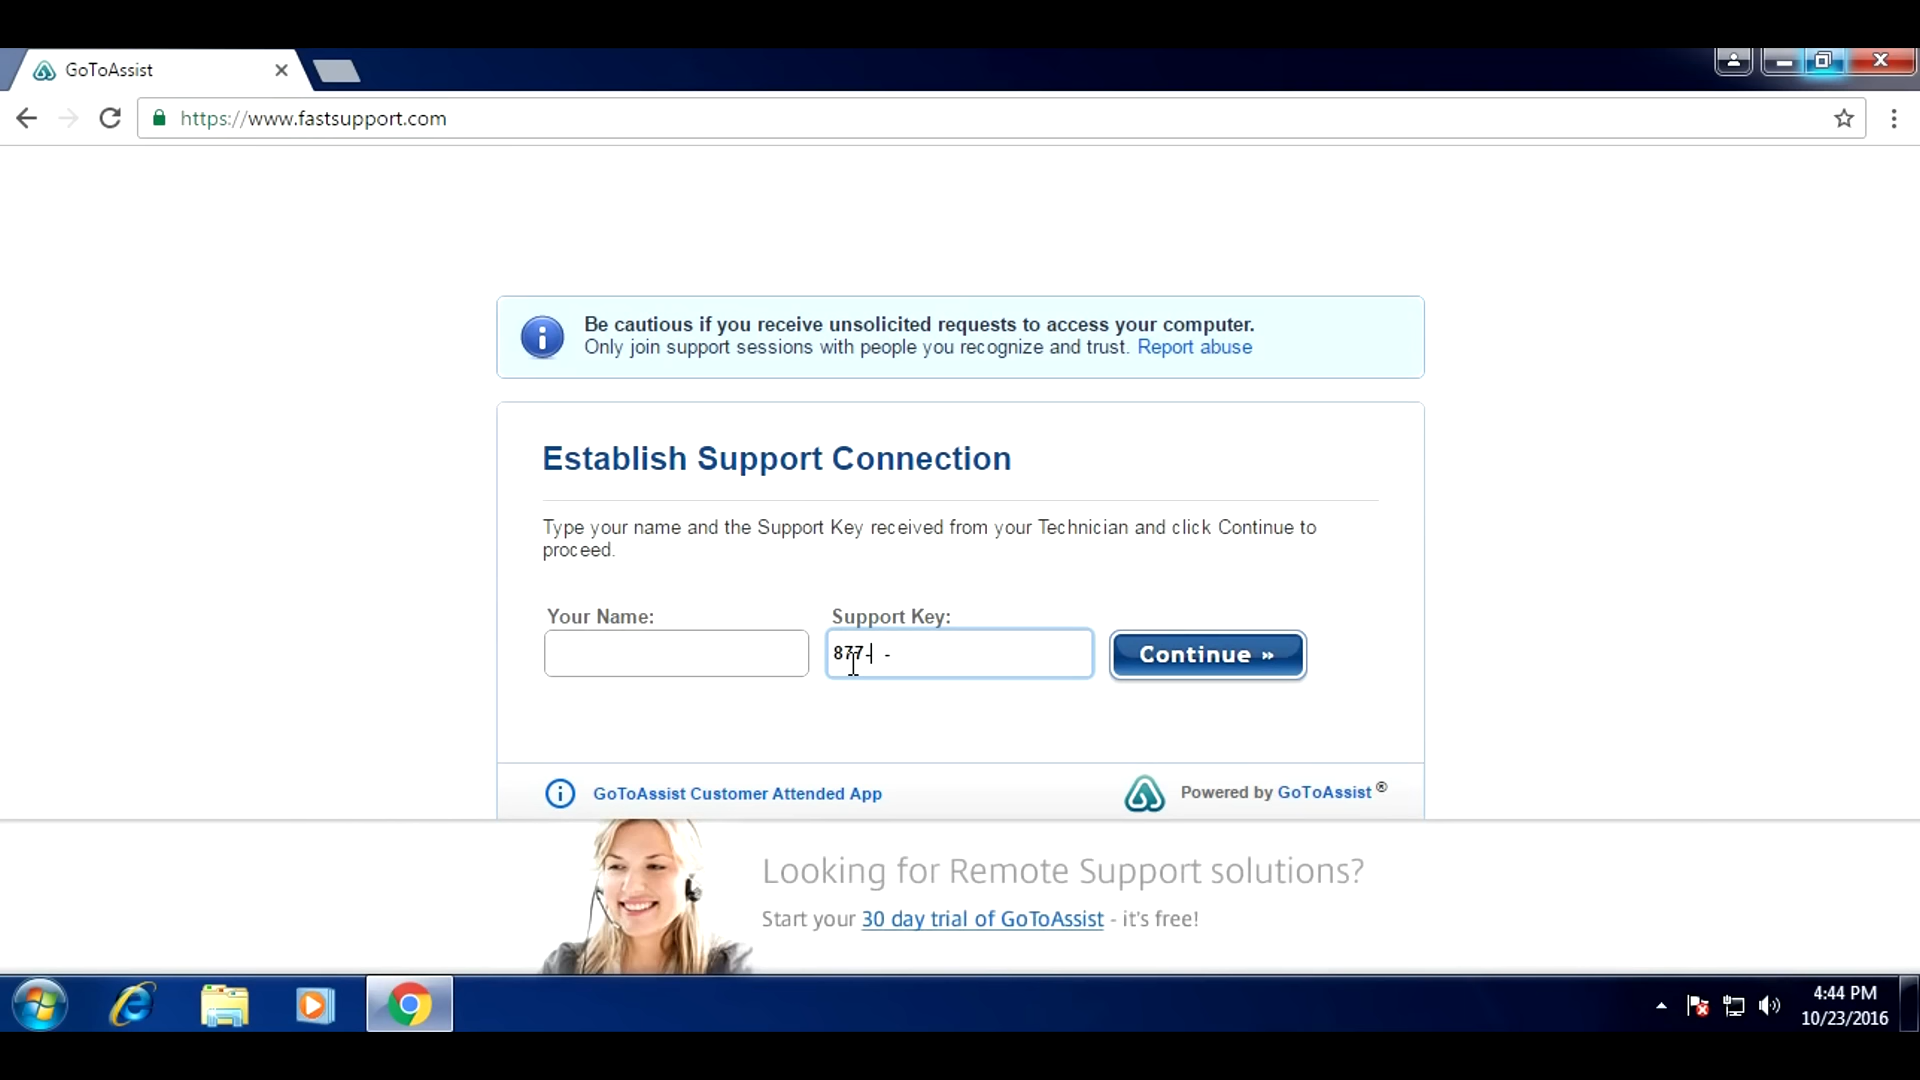 GoToAssist
https://www.fastsupport.com
Be cautious if you receive unsolicited requests to access your computer.
Only join support sessions with people you recognize and trust. Report abuse
Establish Support Connection
Type your name and the Support Key received from your Technician and click Continue to
proceed.
Your Name: Support Key:
877- - Continue »
GoToAssist Customer Attended App Powered by GoToAssist ®
Looking for Remote Support solutions?
Start your 30 day trial of GoToAssist - it's free!
4:44 PM
10/23/2016